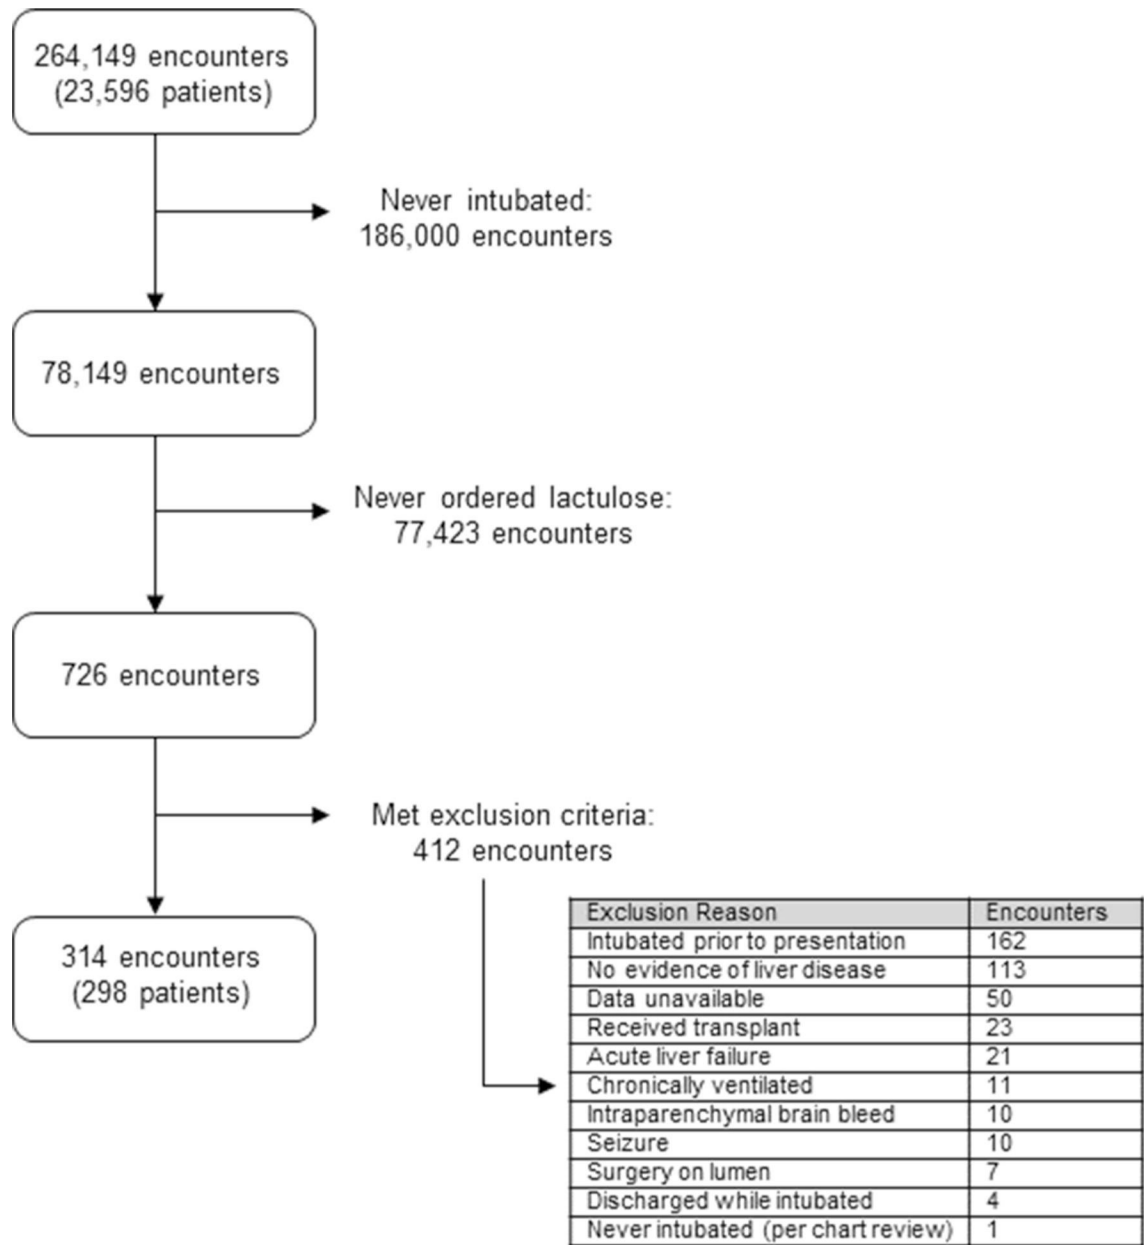 264,149 encounters
(23,596 patients)
Never intubated:
186,000 encounters
78,149 encounters
Never ordered lactulose:
77,423 encounters
726 encounters
Met exclusion criteria:
412 encounters
314 encounters
(298 patients)
Exclusion Reason Encounters
Intubated prior to presentation 162
No evidence of liver disease 113
Data unavailable 50
Received transplant 23
Acute liver failure 21
Chronically ventilated 11
Intraparenchymal brain bleed 10
Seizure 10
Surgery on lumen 7
Discharged while intubated 4
Never intubated (per chart review) 1